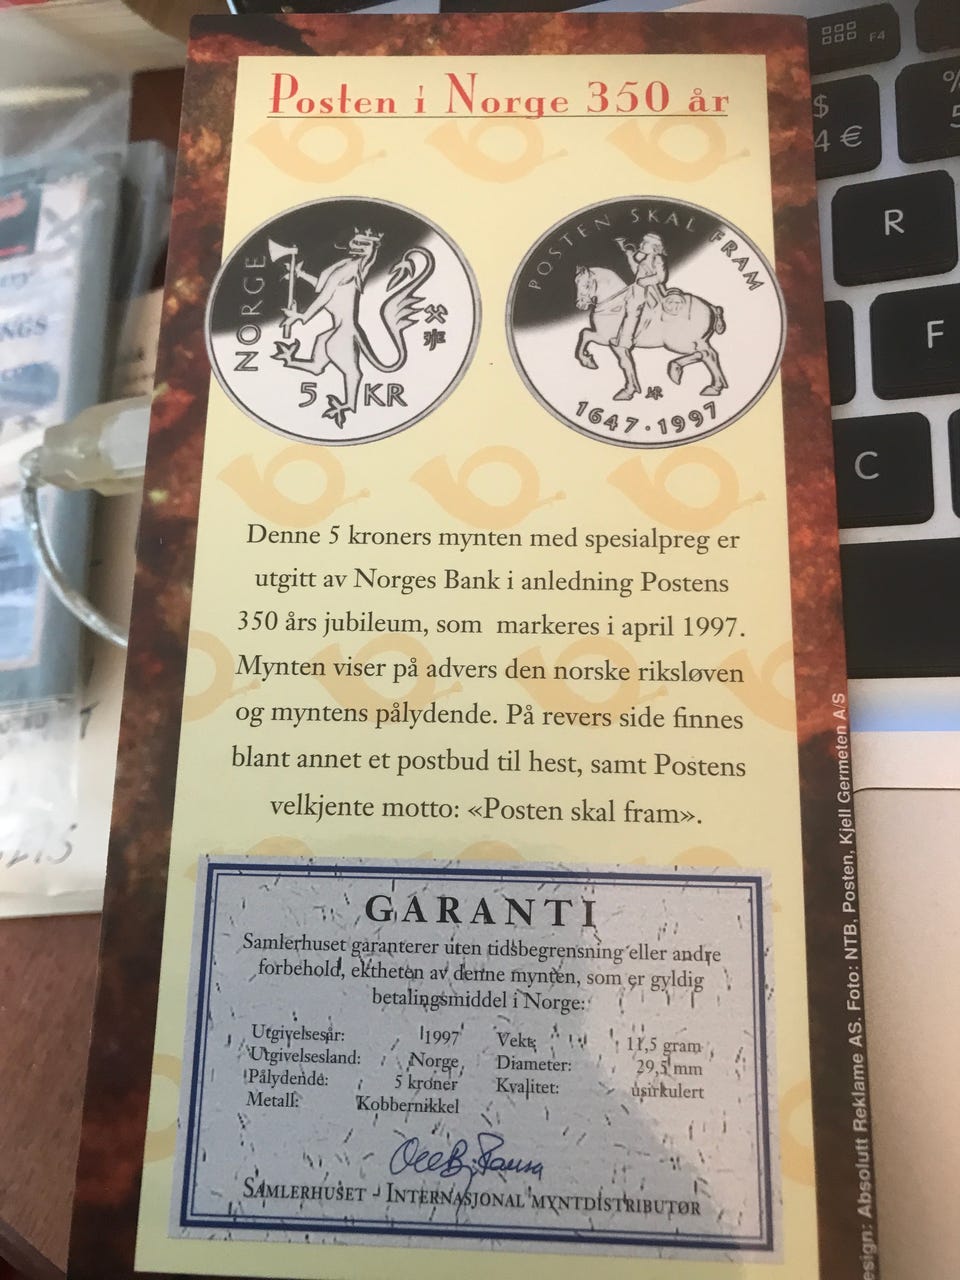 Posten i Norge 350 år
NORGE
5 KR
POSTEN SKAL FRAM
1647·1997
Denne 5 kroners mynten med spesialpreg er
utgitt av Norges Bank i anledning Postens
350 års jubileum, som markeres i april 1997.
Mynten viser på advers den norske riksløven
og myntens pålydende. På revers side finnes
blant annet et postbud til hest, samt Postens
velkjente motto: «Posten skal fram».
GARANTI
Samlerhuset garanterer uten tidsbegrensning eller andre
forbehold, ektheten av denne mynten, som er gyldig
betalingsmiddel i Norge:
Utgivelsesår: 1997 Vekt: 11,5 gram
Utgivelsesland: Norge Diameter: 29,5 mm
Pålydende: 5 kroner Kvalitet: usirkulert
Metall: Kobbernikkel
SAMLERHUSET - INTERNASJONAL MYNTDISTRIBUTØR
esign: Absolutt Reklame AS. Foto: NTB, Posten, Kjell Germeten A/S
F4
$
4 €
%
5
R
F
C
NGS